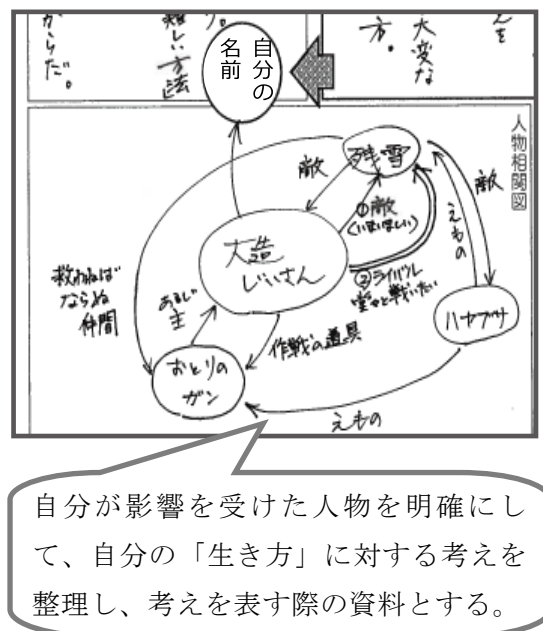 えを
大変な
方。
難しい方法
り。
からだ。
自分の
名前
人物相関図
残雪
敵
①敵
(いまいましい)
②ライバル
堂々と戦いたい
敵
えもの
ハヤブサ
大造
じいさん
救わねば
ならぬ
仲間
あるじ
主
作戦の道具
おとりの
ガン
えもの
自分が影響を受けた人物を明確にし
て、自分の「生き方」に対する考えを
整理し、考えを表す際の資料とする。